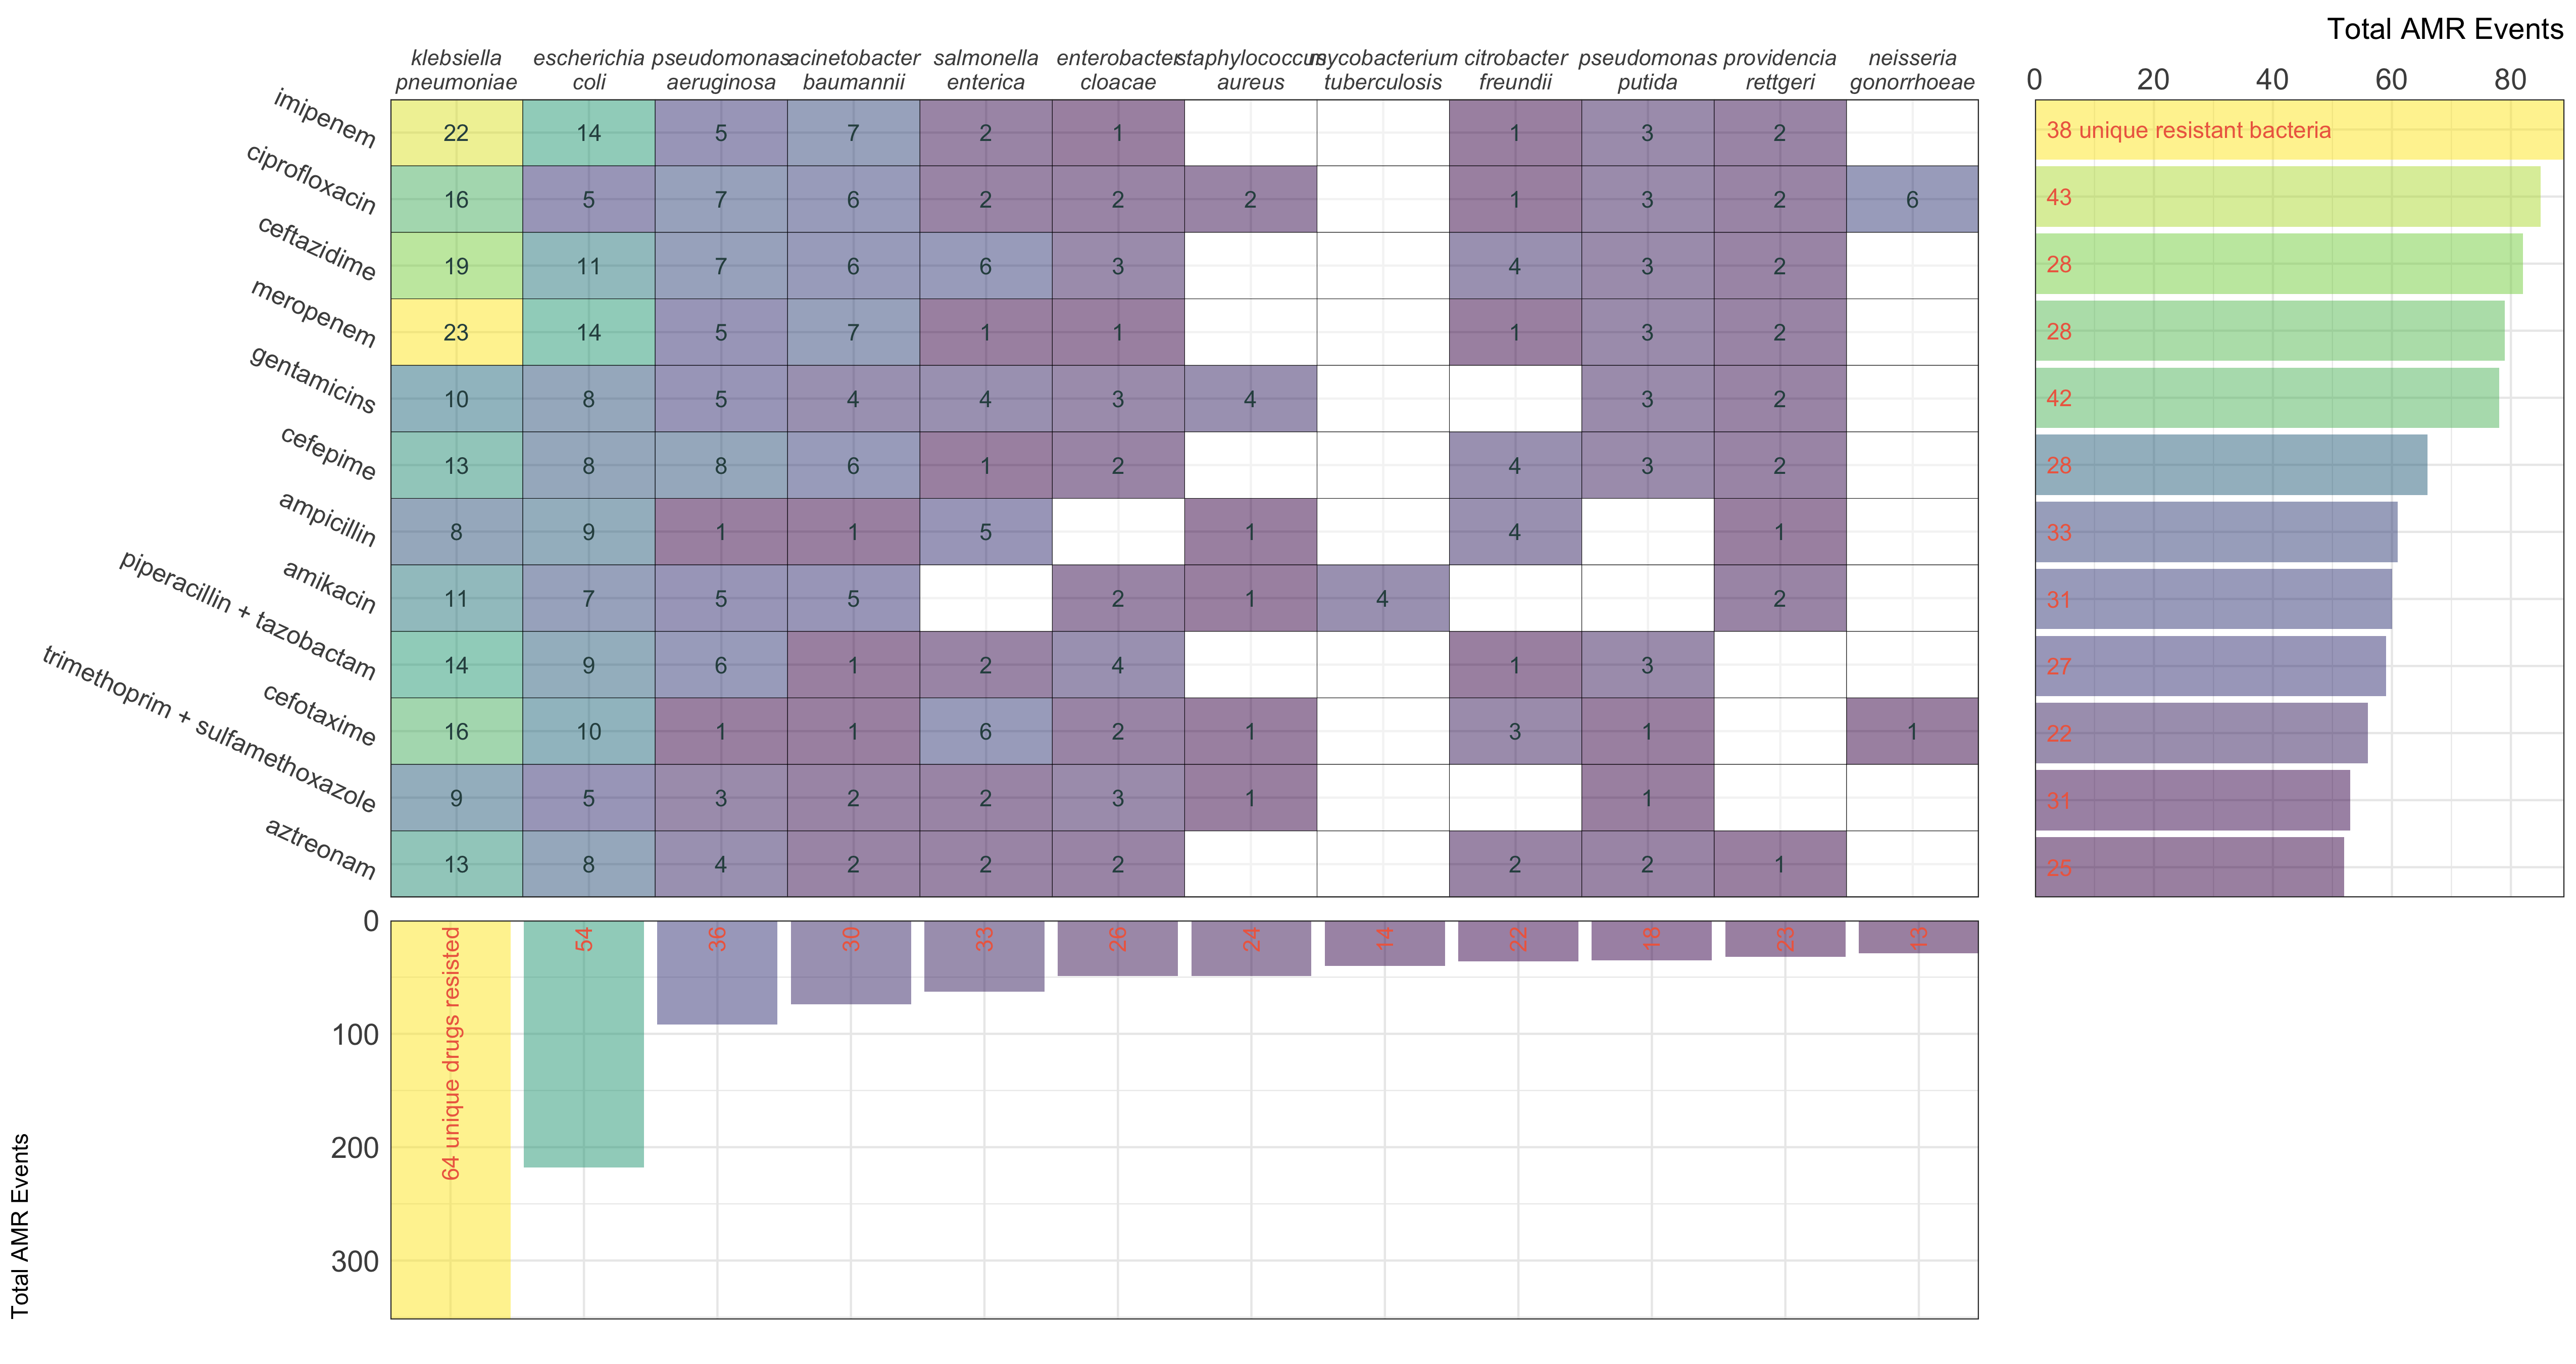 Total AMR Events
klebsiella pneumoniae
escherichia coli
pseudomonas aeruginosa
acinetobacter baumannii
salmonella enterica
enterobacter cloacae
staphylococcus aureus
mycobacterium tuberculosis
citrobacter freundii
pseudomonas putida
providencia rettgeri
neisseria gonorrhoeae
0 20 40 60 80
imipenem 22 14 5 7 2 1 1 3 2 38 unique resistant bacteria
ciprofloxacin 16 5 7 6 2 2 2 1 3 2 6 43
ceftazidime 19 11 7 6 6 3 4 3 2 28
meropenem 23 14 5 7 1 1 1 3 2 28
gentamicins 10 8 5 4 4 3 4 3 2 42
cefepime 13 8 8 6 1 2 4 3 2 28
ampicillin 8 9 1 1 5 1 4 1 33
amikacin 11 7 5 5 2 1 4 2 31
piperacillin + tazobactam 14 9 6 1 2 4 1 3 27
cefotaxime 16 10 1 1 6 2 1 3 1 1 22
trimethoprim + sulfamethoxazole 9 5 3 2 2 3 1 1 31
aztreonam 13 8 4 2 2 2 2 2 1 25
0
100
200
300
Total AMR Events
64 unique drugs resisted
54
36
30
33
26
24
14
22
18
23
13